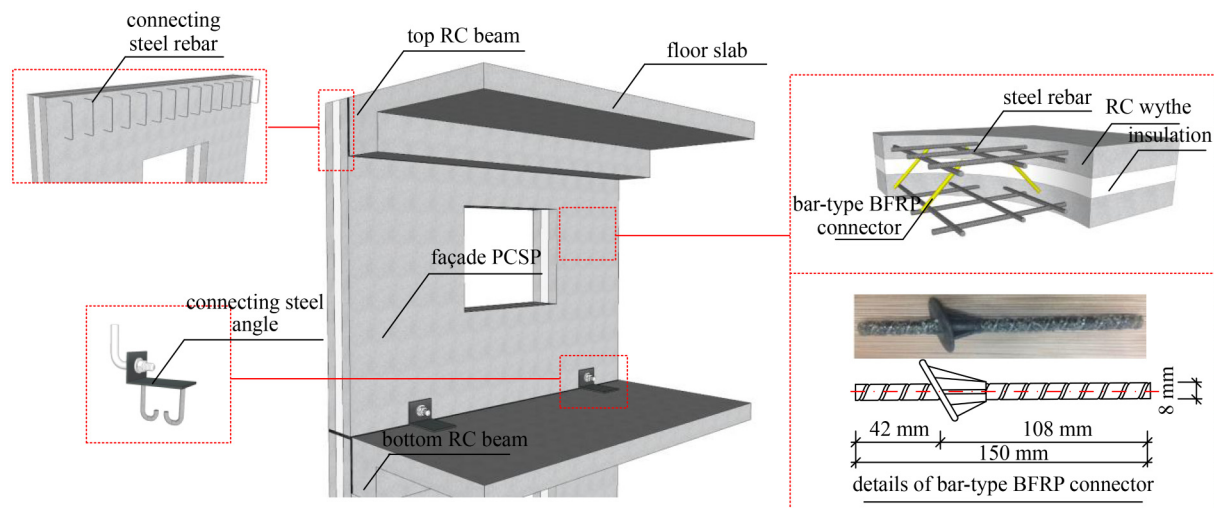 connecting
steel rebar
top RC beam
floor slab
façade PCSP
connecting steel
angle
bottom RC beam
steel rebar
RC wythe
insulation
bar-type BFRP
connector
8 mm
42 mm
108 mm
150 mm
details of bar-type BFRP connector